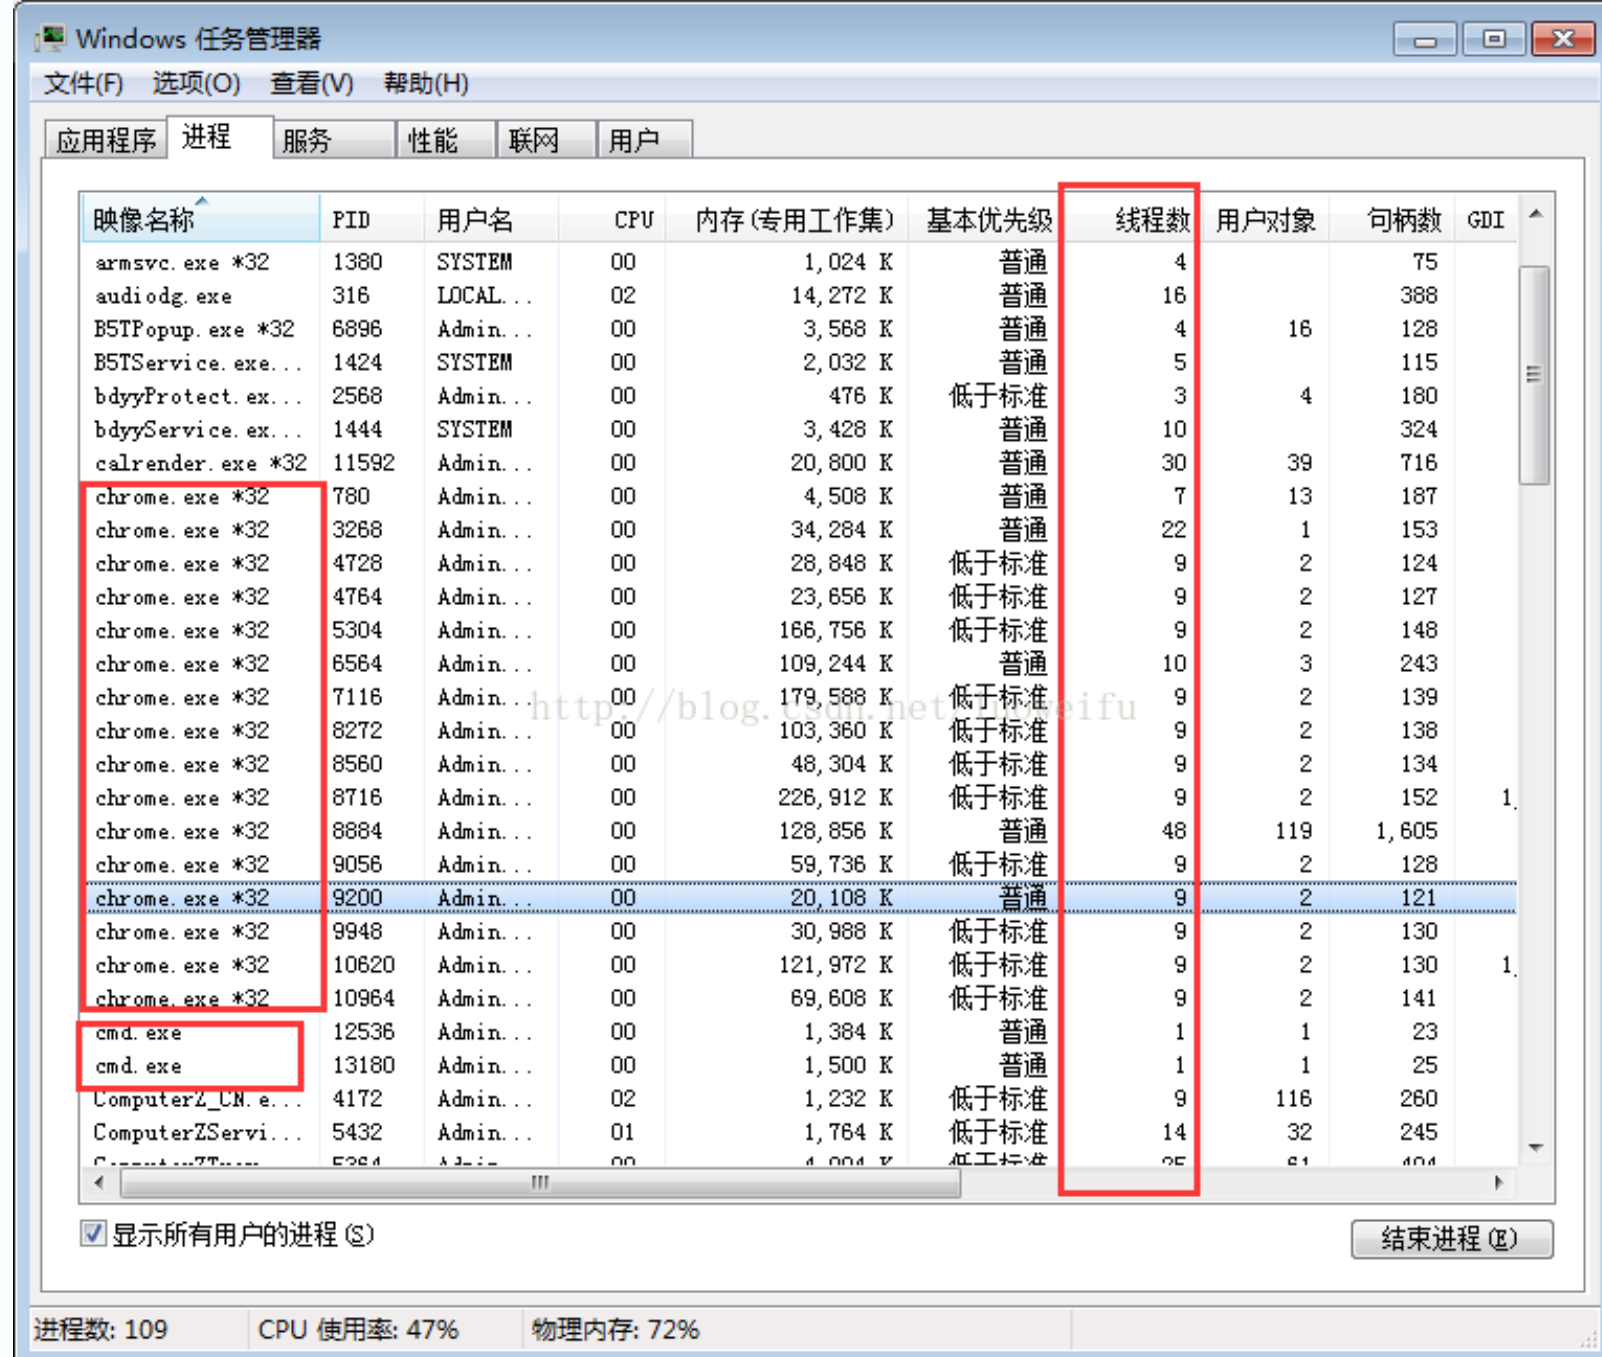 Windows 任务管理器
文件(F) 选项(O) 查看(V) 帮助(H)
应用程序 进程 服务 性能 联网 用户
映像名称 PID 用户名 CPU 内存(专用工作集) 基本优先级 线程数 用户对象 句柄数 GDI
armsvc.exe *32 1380 SYSTEM 00 1,024 K 普通 4 75
audiodg.exe 316 LOCAL... 02 14,272 K 普通 16 388
B5TPopup.exe *32 6896 Admin... 00 3,568 K 普通 4 16 128
B5TService.exe... 1424 SYSTEM 00 2,032 K 普通 5 115
bdyyProtect.ex... 2568 Admin... 00 476 K 低于标准 3 4 180
bdyyService.ex... 1444 SYSTEM 00 3,428 K 普通 10 324
calrender.exe *32 11592 Admin... 00 20,800 K 普通 30 39 716
chrome.exe *32 780 Admin... 00 4,508 K 普通 7 13 187
chrome.exe *32 3268 Admin... 00 34,284 K 普通 22 1 153
chrome.exe *32 4728 Admin... 00 28,848 K 低于标准 9 2 124
chrome.exe *32 4764 Admin... 00 23,656 K 低于标准 9 2 127
chrome.exe *32 5304 Admin... 00 166,756 K 低于标准 9 2 148
chrome.exe *32 6564 Admin... 00 109,244 K 普通 10 3 243
chrome.exe *32 7116 Admin... 00 179,588 K 低于标准 9 2 139
http://blog.csdn.net/luoweifu
chrome.exe *32 8272 Admin... 00 103,360 K 低于标准 9 2 138
chrome.exe *32 8560 Admin... 00 48,304 K 低于标准 9 2 134
chrome.exe *32 8716 Admin... 00 226,912 K 低于标准 9 2 152 1,
chrome.exe *32 8884 Admin... 00 128,856 K 普通 48 119 1,605
chrome.exe *32 9056 Admin... 00 59,736 K 低于标准 9 2 128
chrome.exe *32 9200 Admin... 00 20,108 K 普通 9 2 121
chrome.exe *32 9948 Admin... 00 30,988 K 低于标准 9 2 130
chrome.exe *32 10620 Admin... 00 121,972 K 低于标准 9 2 130 1,
chrome.exe *32 10964 Admin... 00 69,608 K 低于标准 9 2 141
cmd.exe 12536 Admin... 00 1,384 K 普通 1 1 23
cmd.exe 13180 Admin... 00 1,500 K 普通 1 1 25
ComputerZ_CN.e... 4172 Admin... 02 1,232 K 低于标准 9 116 260
ComputerZServi... 5432 Admin... 01 1,764 K 低于标准 14 32 245
显示所有用户的进程(S) 结束进程(E)
进程数: 109 CPU 使用率: 47% 物理内存: 72%